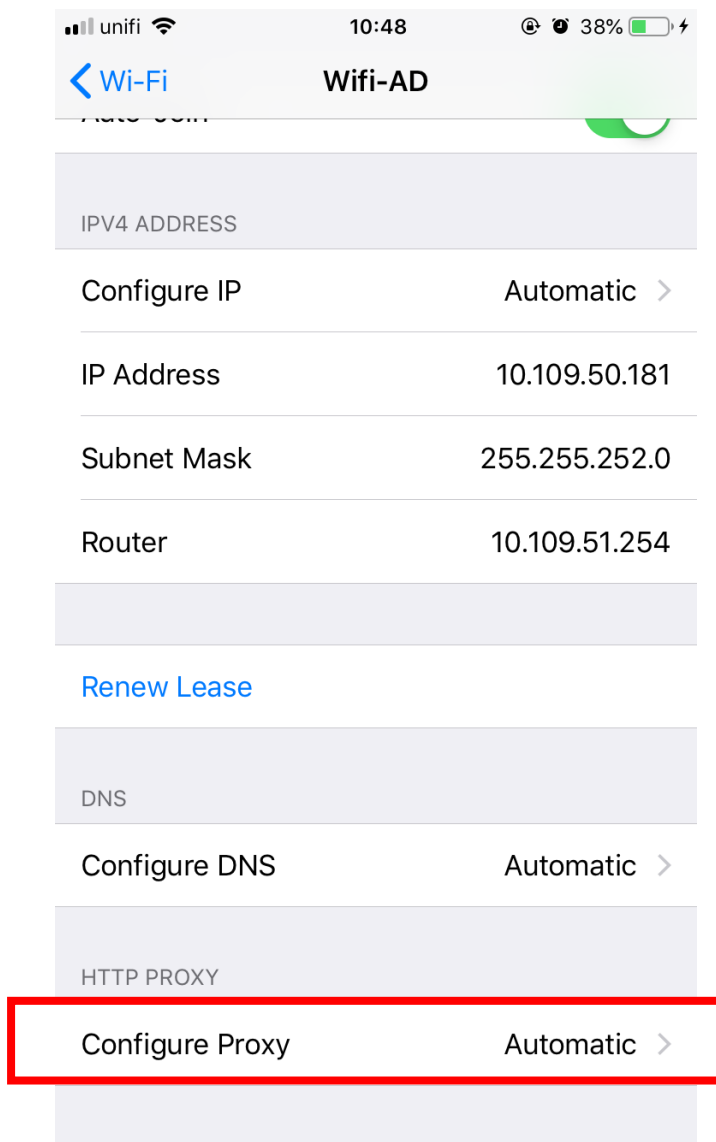 unifi 10:48 38%
Wi-Fi Wifi-AD
Auto-Join
IPV4 ADDRESS
Configure IP Automatic
IP Address 10.109.50.181
Subnet Mask 255.255.252.0
Router 10.109.51.254
Renew Lease
DNS
Configure DNS Automatic
HTTP PROXY
Configure Proxy Automatic